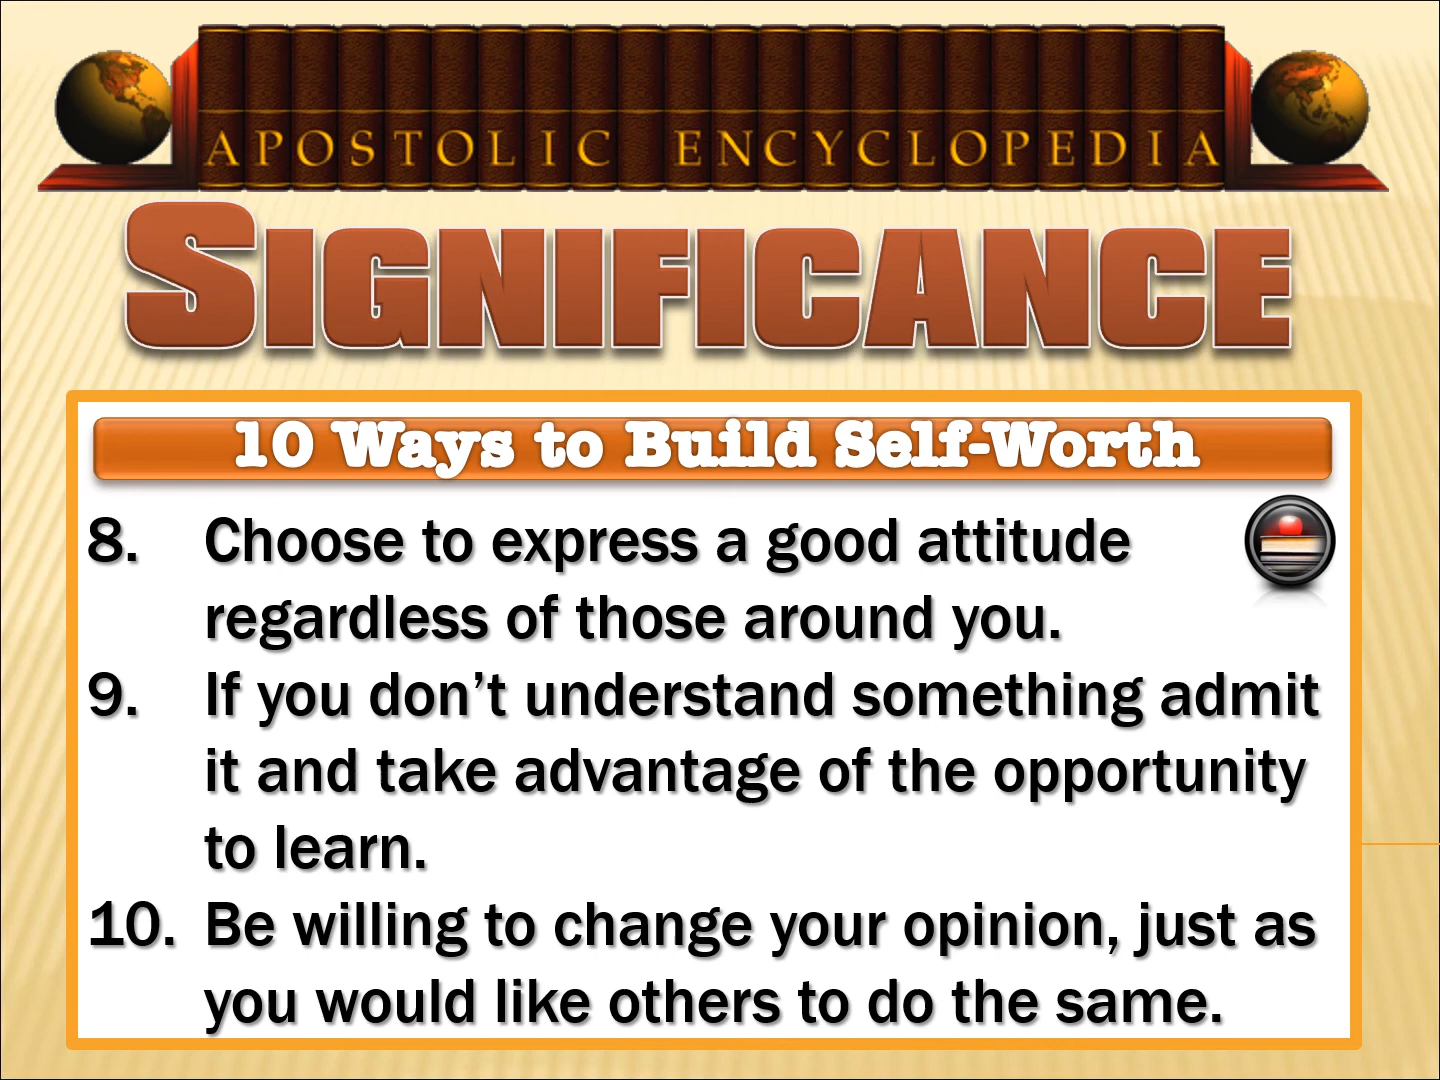 APOSTOLIC ENCYCLOPEDIA
SIGNIFICANCE
10 Ways to Build Self-Worth
8. Choose to express a good attitude
regardless of those around you.
9. If you don’t understand something admit
it and take advantage of the opportunity
to learn.
10. Be willing to change your opinion, just as
you would like others to do the same.